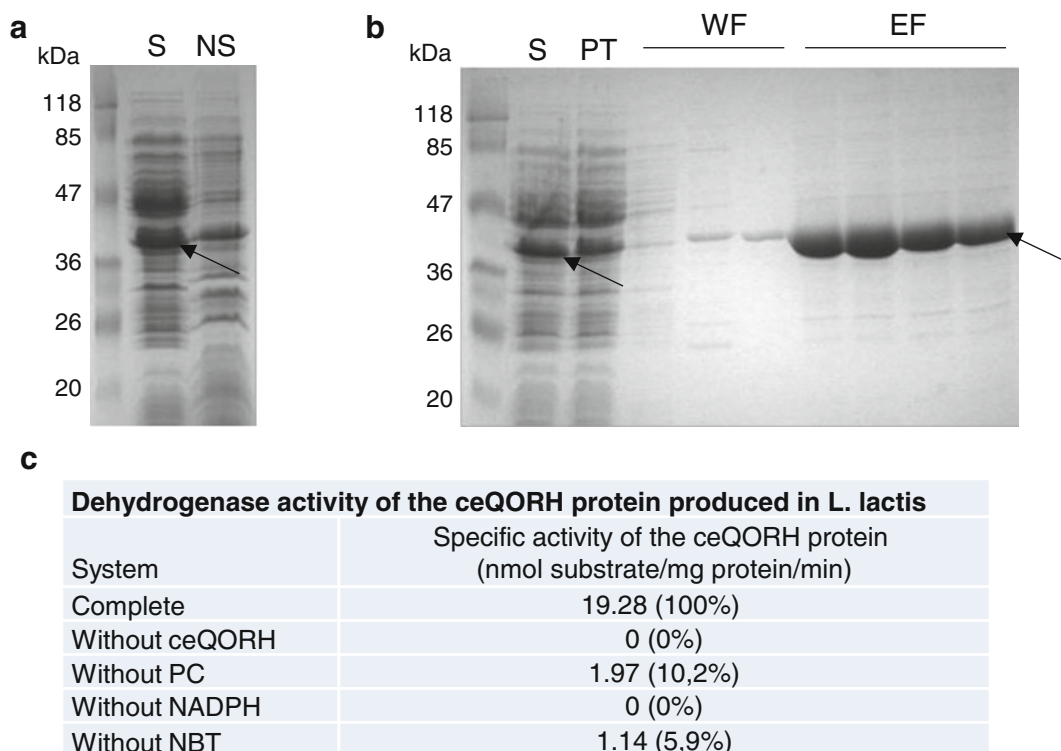 a
kDa
S NS
118
85
47
36
26
20
b
kDa
S PT WF EF
118
85
47
36
26
20
c
Dehydrogenase activity of the ceQORH protein produced in L. lactis
System
Specific activity of the ceQORH protein
(nmol substrate/mg protein/min)
Complete 19.28 (100%)
Without ceQORH 0 (0%)
Without PC 1.97 (10,2%)
Without NADPH 0 (0%)
Without NBT 1.14 (5,9%)